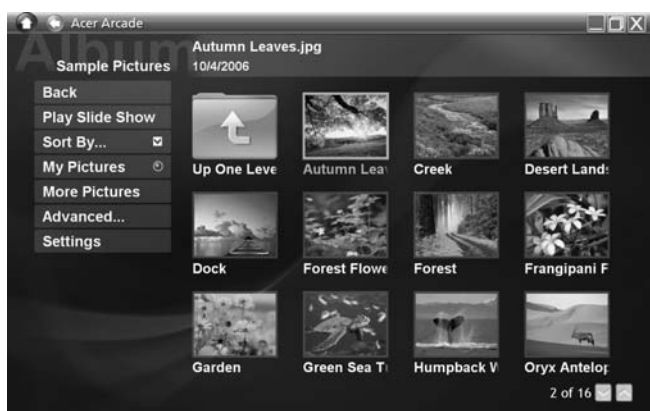 Acer Arcade
Album
Autumn Leaves.jpg
Sample Pictures
10/4/2006
Back
Play Slide Show
Sort By...
My Pictures
More Pictures
Advanced...
Settings
Up One Leve
Autumn Leav
Creek
Desert Lands
Dock
Forest Flowe
Forest
Frangipani F
Garden
Green Sea Tu
Humpback W
Oryx Antelop
2 of 16